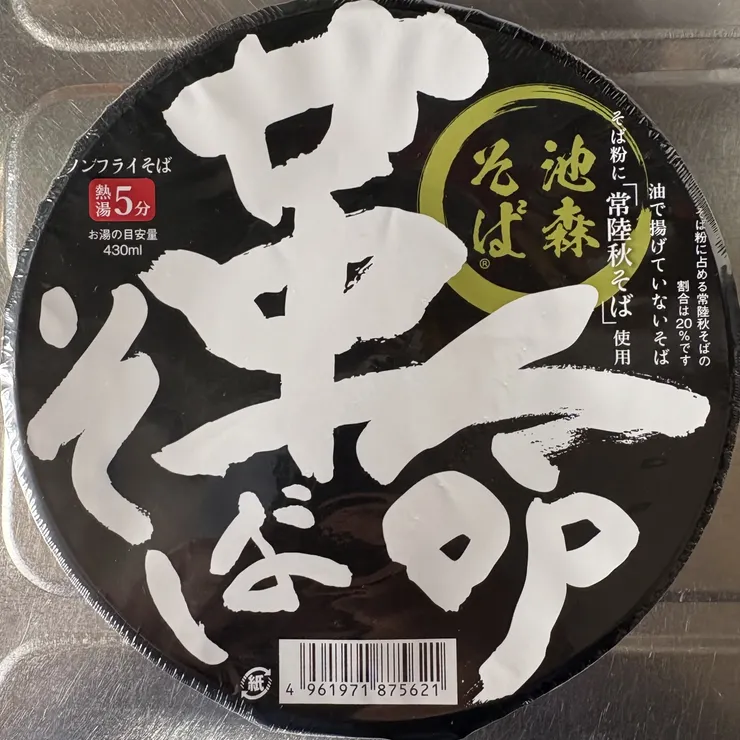 革命
そば
池森
そば®
そば粉に「常陸秋そば」使用
油で揚げていないそば
そば粉に占める常陸秋そばの
割合は20%です
ノンフライそば
熱湯5分
お湯の目安量
430ml
紙
4 961971 875621